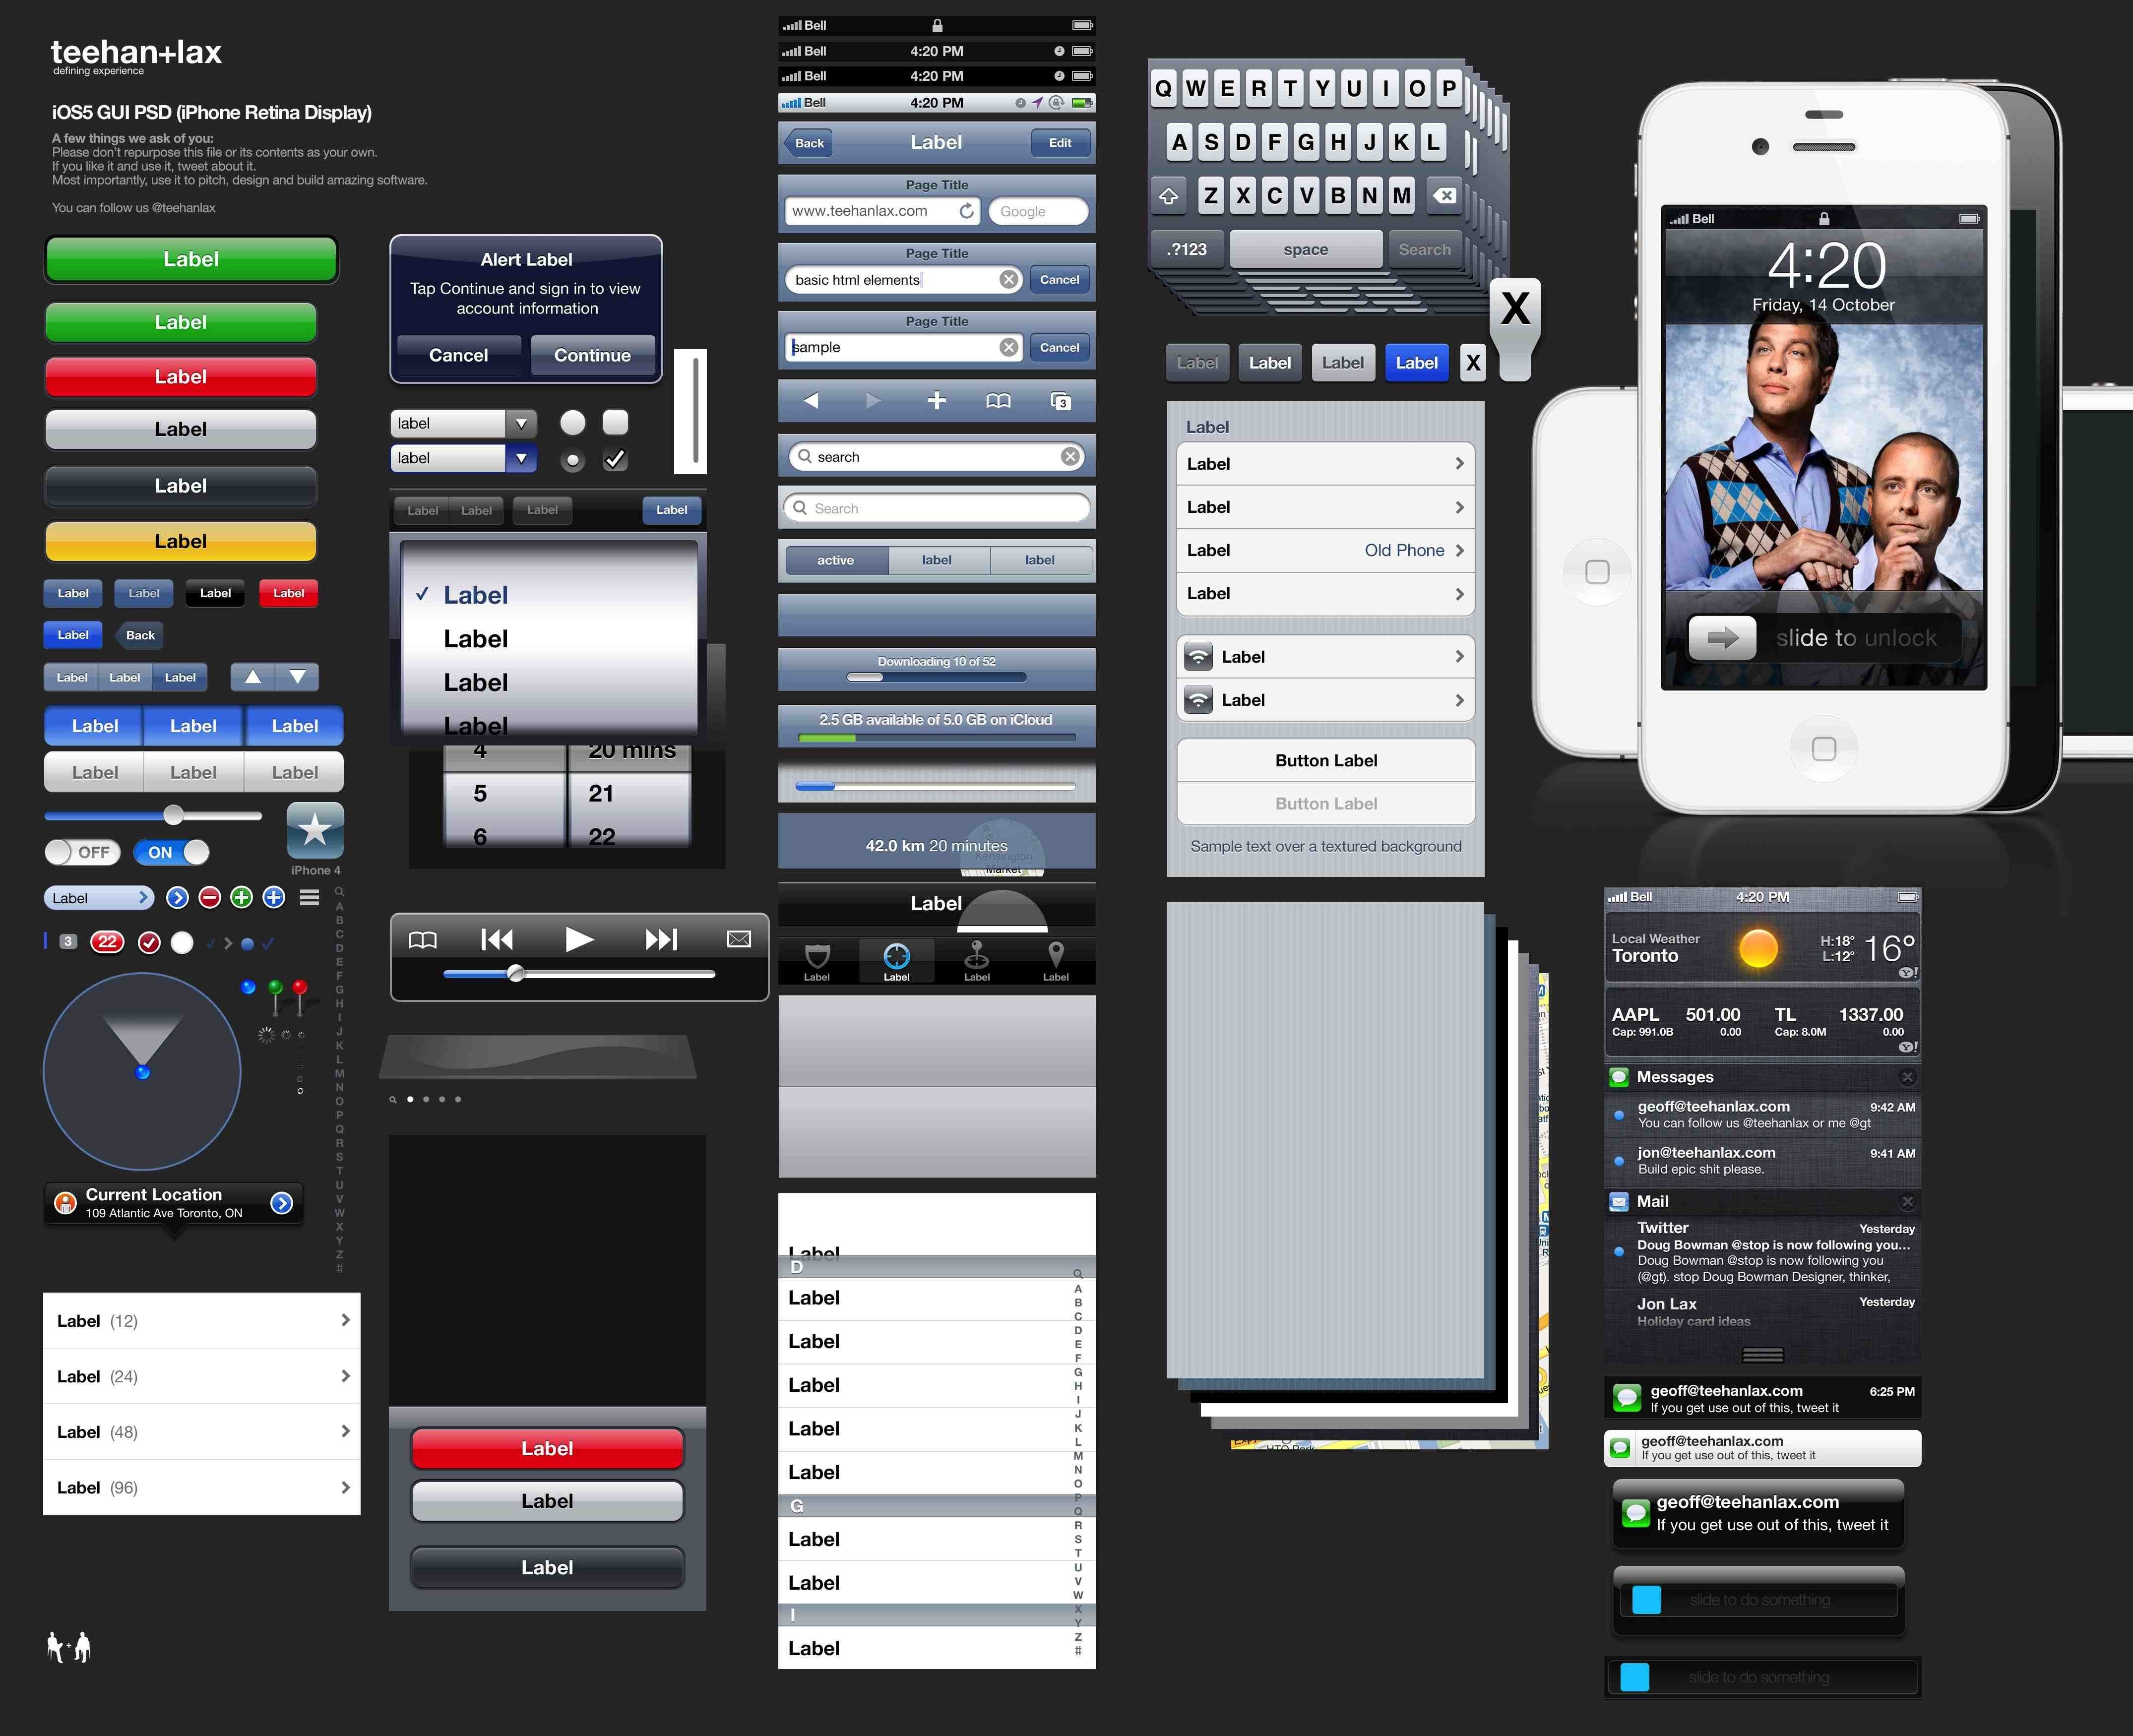 teehan+lax
defining experience
iOS5 GUI PSD (iPhone Retina Display)
A few things we ask of you:
Please don't repurpose this file or its contents as your own.
If you like it and use it, tweet about it.
Most importantly, use it to pitch, design and build amazing software.
You can follow us @teehanlax
Label
Label
Label
Label
Label
Label
Label Label Label Label
Label Back
Label Label Label
Label Label Label
Label Label Label
OFF ON
iPhone 4
Label
3 22
A
B
C
D
E
F
G
H
I
J
K
L
M
N
O
P
Q
R
S
T
U
V
W
X
Y
Z
#
Current Location
109 Atlantic Ave Toronto, ON
Label (12)
Label (24)
Label (48)
Label (96)
+
Alert Label
Tap Continue and sign in to view
account information
Cancel Continue
label
label
Label Label Label Label
Label
Label
Label
Label
4 20 mins
5 21
6 22
Label
Label
Label
Bell
Bell 4:20 PM
Bell 4:20 PM
Bell 4:20 PM
Back Label Edit
Page Title
www.teehanlax.com Google
Page Title
basic html elements Cancel
Page Title
sample Cancel
3
search
Search
active label label
Downloading 10 of 52
2.5 GB available of 5.0 GB on iCloud
42.0 km 20 minutes
Kensington
Market
Label
Label Label Label Label
Label
D
Label
Label
Label
Label
Label
G
Label
Label
I
Label
A
B
C
D
E
F
G
H
I
J
K
L
M
N
O
P
Q
R
S
T
U
V
W
X
Y
Z
#
Q W E R T Y U I O P
A S D F G H J K L
Z X C V B N M
.?123 space Search
X
Label Label Label Label X
Label
Label
Label
Label Old Phone
Label
Label
Label
Button Label
Button Label
Sample text over a textured background
HTO Park
Bell
4:20
Friday, 14 October
slide to unlock
Bell 4:20 PM
Local Weather
Toronto
H:18°
L:12°
16°
Y!
AAPL 501.00 TL 1337.00
Cap: 991.0B 0.00 Cap: 8.0M 0.00
Y!
Messages
geoff@teehanlax.com 9:42 AM
You can follow us @teehanlax or me @gt
jon@teehanlax.com 9:41 AM
Build epic shit please.
Mail
Twitter Yesterday
Doug Bowman @stop is now following you...
Doug Bowman @stop is now following you
(@gt). stop Doug Bowman Designer, thinker,
Jon Lax Yesterday
Holiday card ideas
geoff@teehanlax.com 6:25 PM
If you get use out of this, tweet it
geoff@teehanlax.com
If you get use out of this, tweet it
geoff@teehanlax.com
If you get use out of this, tweet it
slide to do something
slide to do something